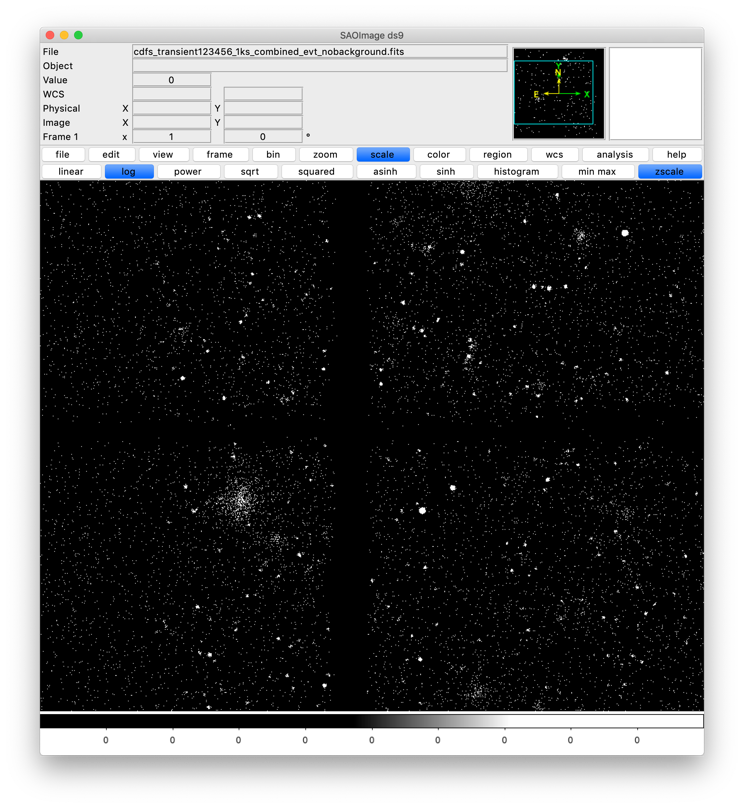 SAOImage ds9
File cdfs_transient123456_1ks_combined_evt_nobackground.fits
Object
Value 0
WCS
Physical X Y
Image X Y
Frame 1 x 1 0 °
Y
N
E X
file edit view frame bin zoom scale color region wcs analysis help
linear log power sqrt squared asinh sinh histogram min max zscale
0 0 0 0 0 0 0 0 0